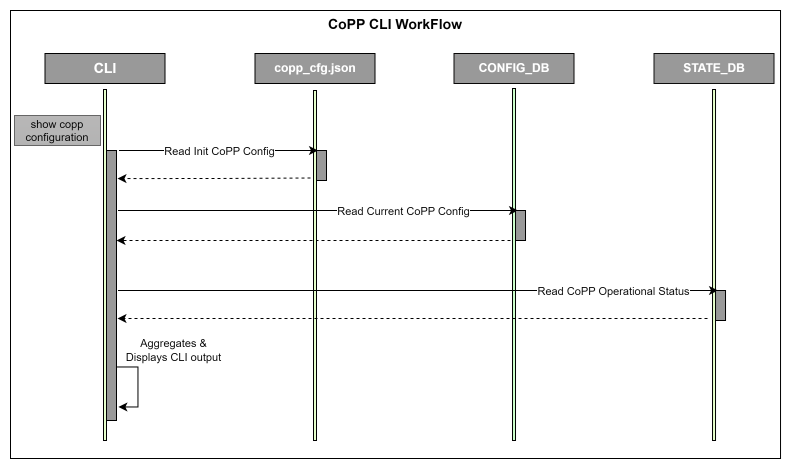 CoPP CLI WorkFlow
CLI
copp_cfg.json
CONFIG_DB
STATE_DB
show copp
configuration
Read Init CoPP Config
Read Current CoPP Config
Read CoPP Operational Status
Aggregates &
Displays CLI output